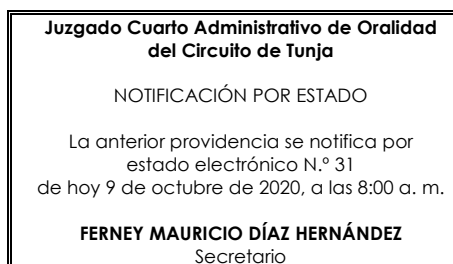 Juzgado Cuarto Administrativo de Oralidad
del Circuito de Tunja
NOTIFICACIÓN POR ESTADO
La anterior providencia se notifica por
estado electrónico N.º 31
de hoy 9 de octubre de 2020, a las 8:00 a. m.
FERNEY MAURICIO DÍAZ HERNÁNDEZ
Secretario